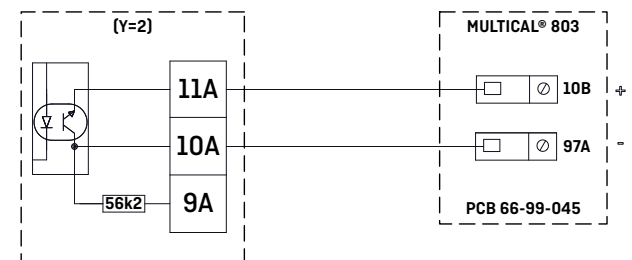 (Y=2)
MULTICAL® 803
11A
10B
+
10A
97A
-
56k2
9A
PCB 66-99-045